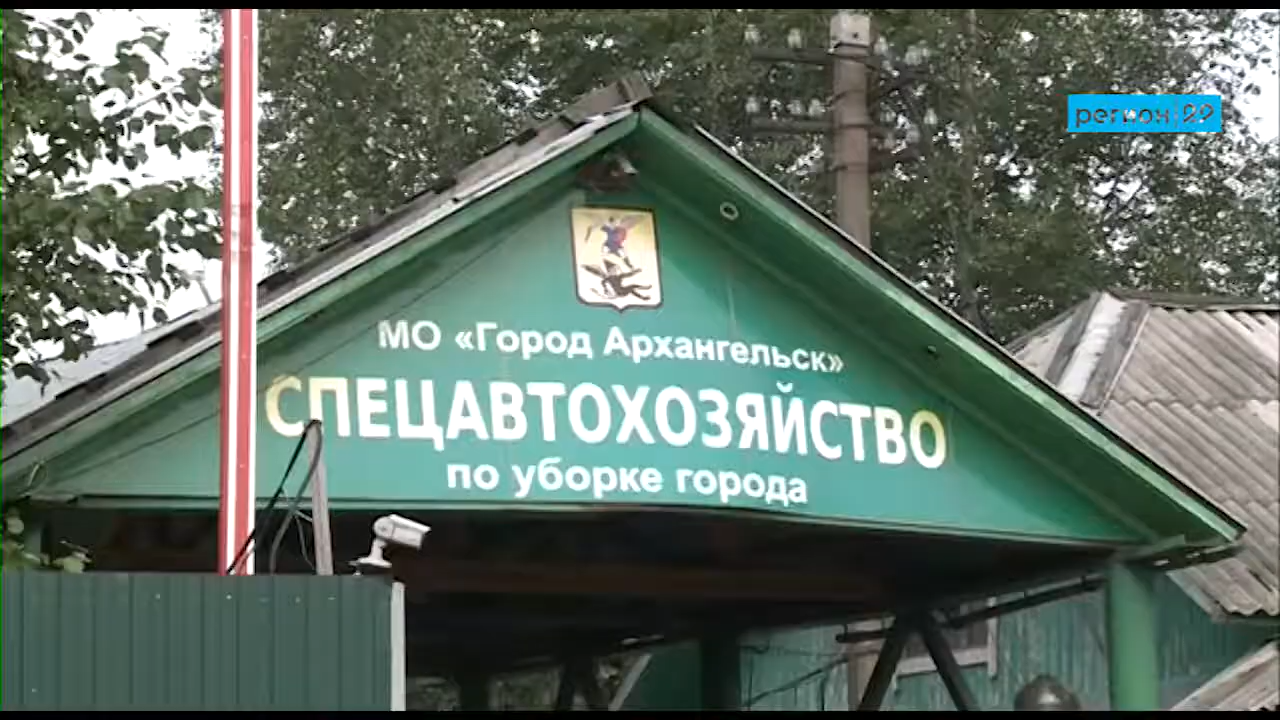 регион 29
МО «Город Архангельск»
СПЕЦАВТОХОЗЯЙСТВО
по уборке города